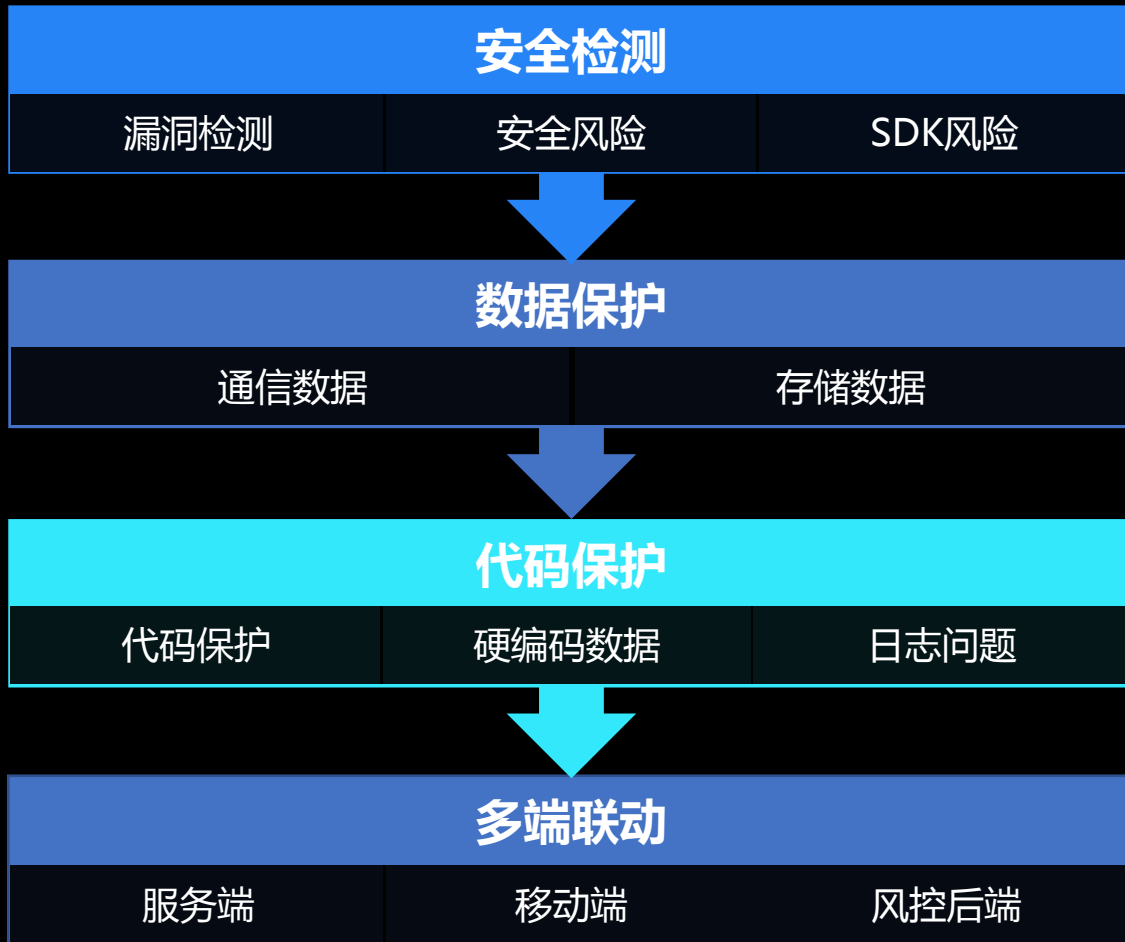 安全检测
漏洞检测 安全风险 SDK风险
数据保护
通信数据 存储数据
代码保护
代码保护 硬编码数据 日志问题
多端联动
服务端 移动端 风控后端